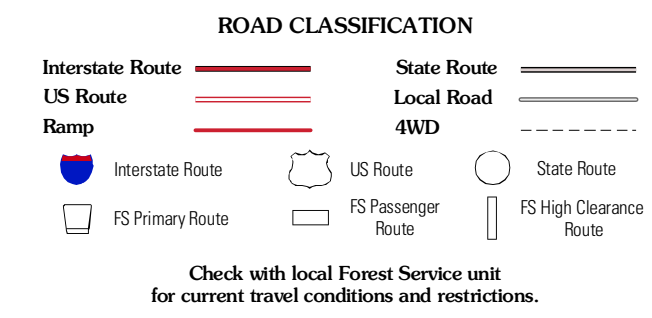 ROAD CLASSIFICATION
Interstate Route
State Route
US Route
Local Road
Ramp
4WD
Interstate Route
US Route
State Route
FS Primary Route
FS Passenger
Route
FS High Clearance
Route
Check with local Forest Service unit
for current travel conditions and restrictions.